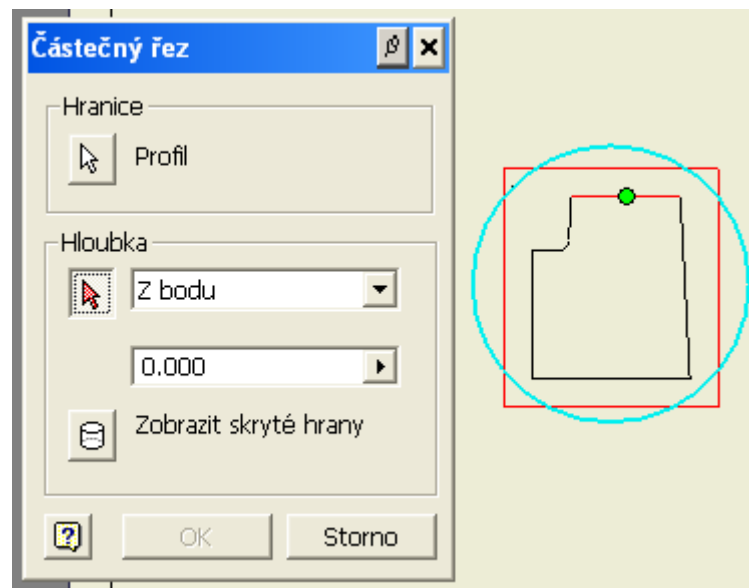 Částečný řez
Hranice
Profil
Hloubka
Z bodu
0.000
Zobrazit skryté hrany
OK
Storno